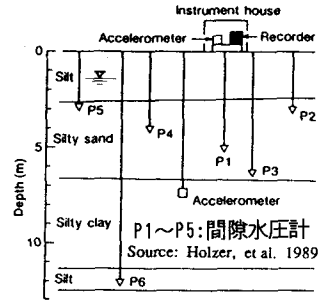 Instrument house
Accelerometer
Recorder
0
Silt
P5
P2
Silty sand
P4
5
P1
P3
Depth (m)
Accelerometer
Silty clay
P1～P5:間隙水圧計
Source: Holzer, et al. 1989
10
Silt
P6